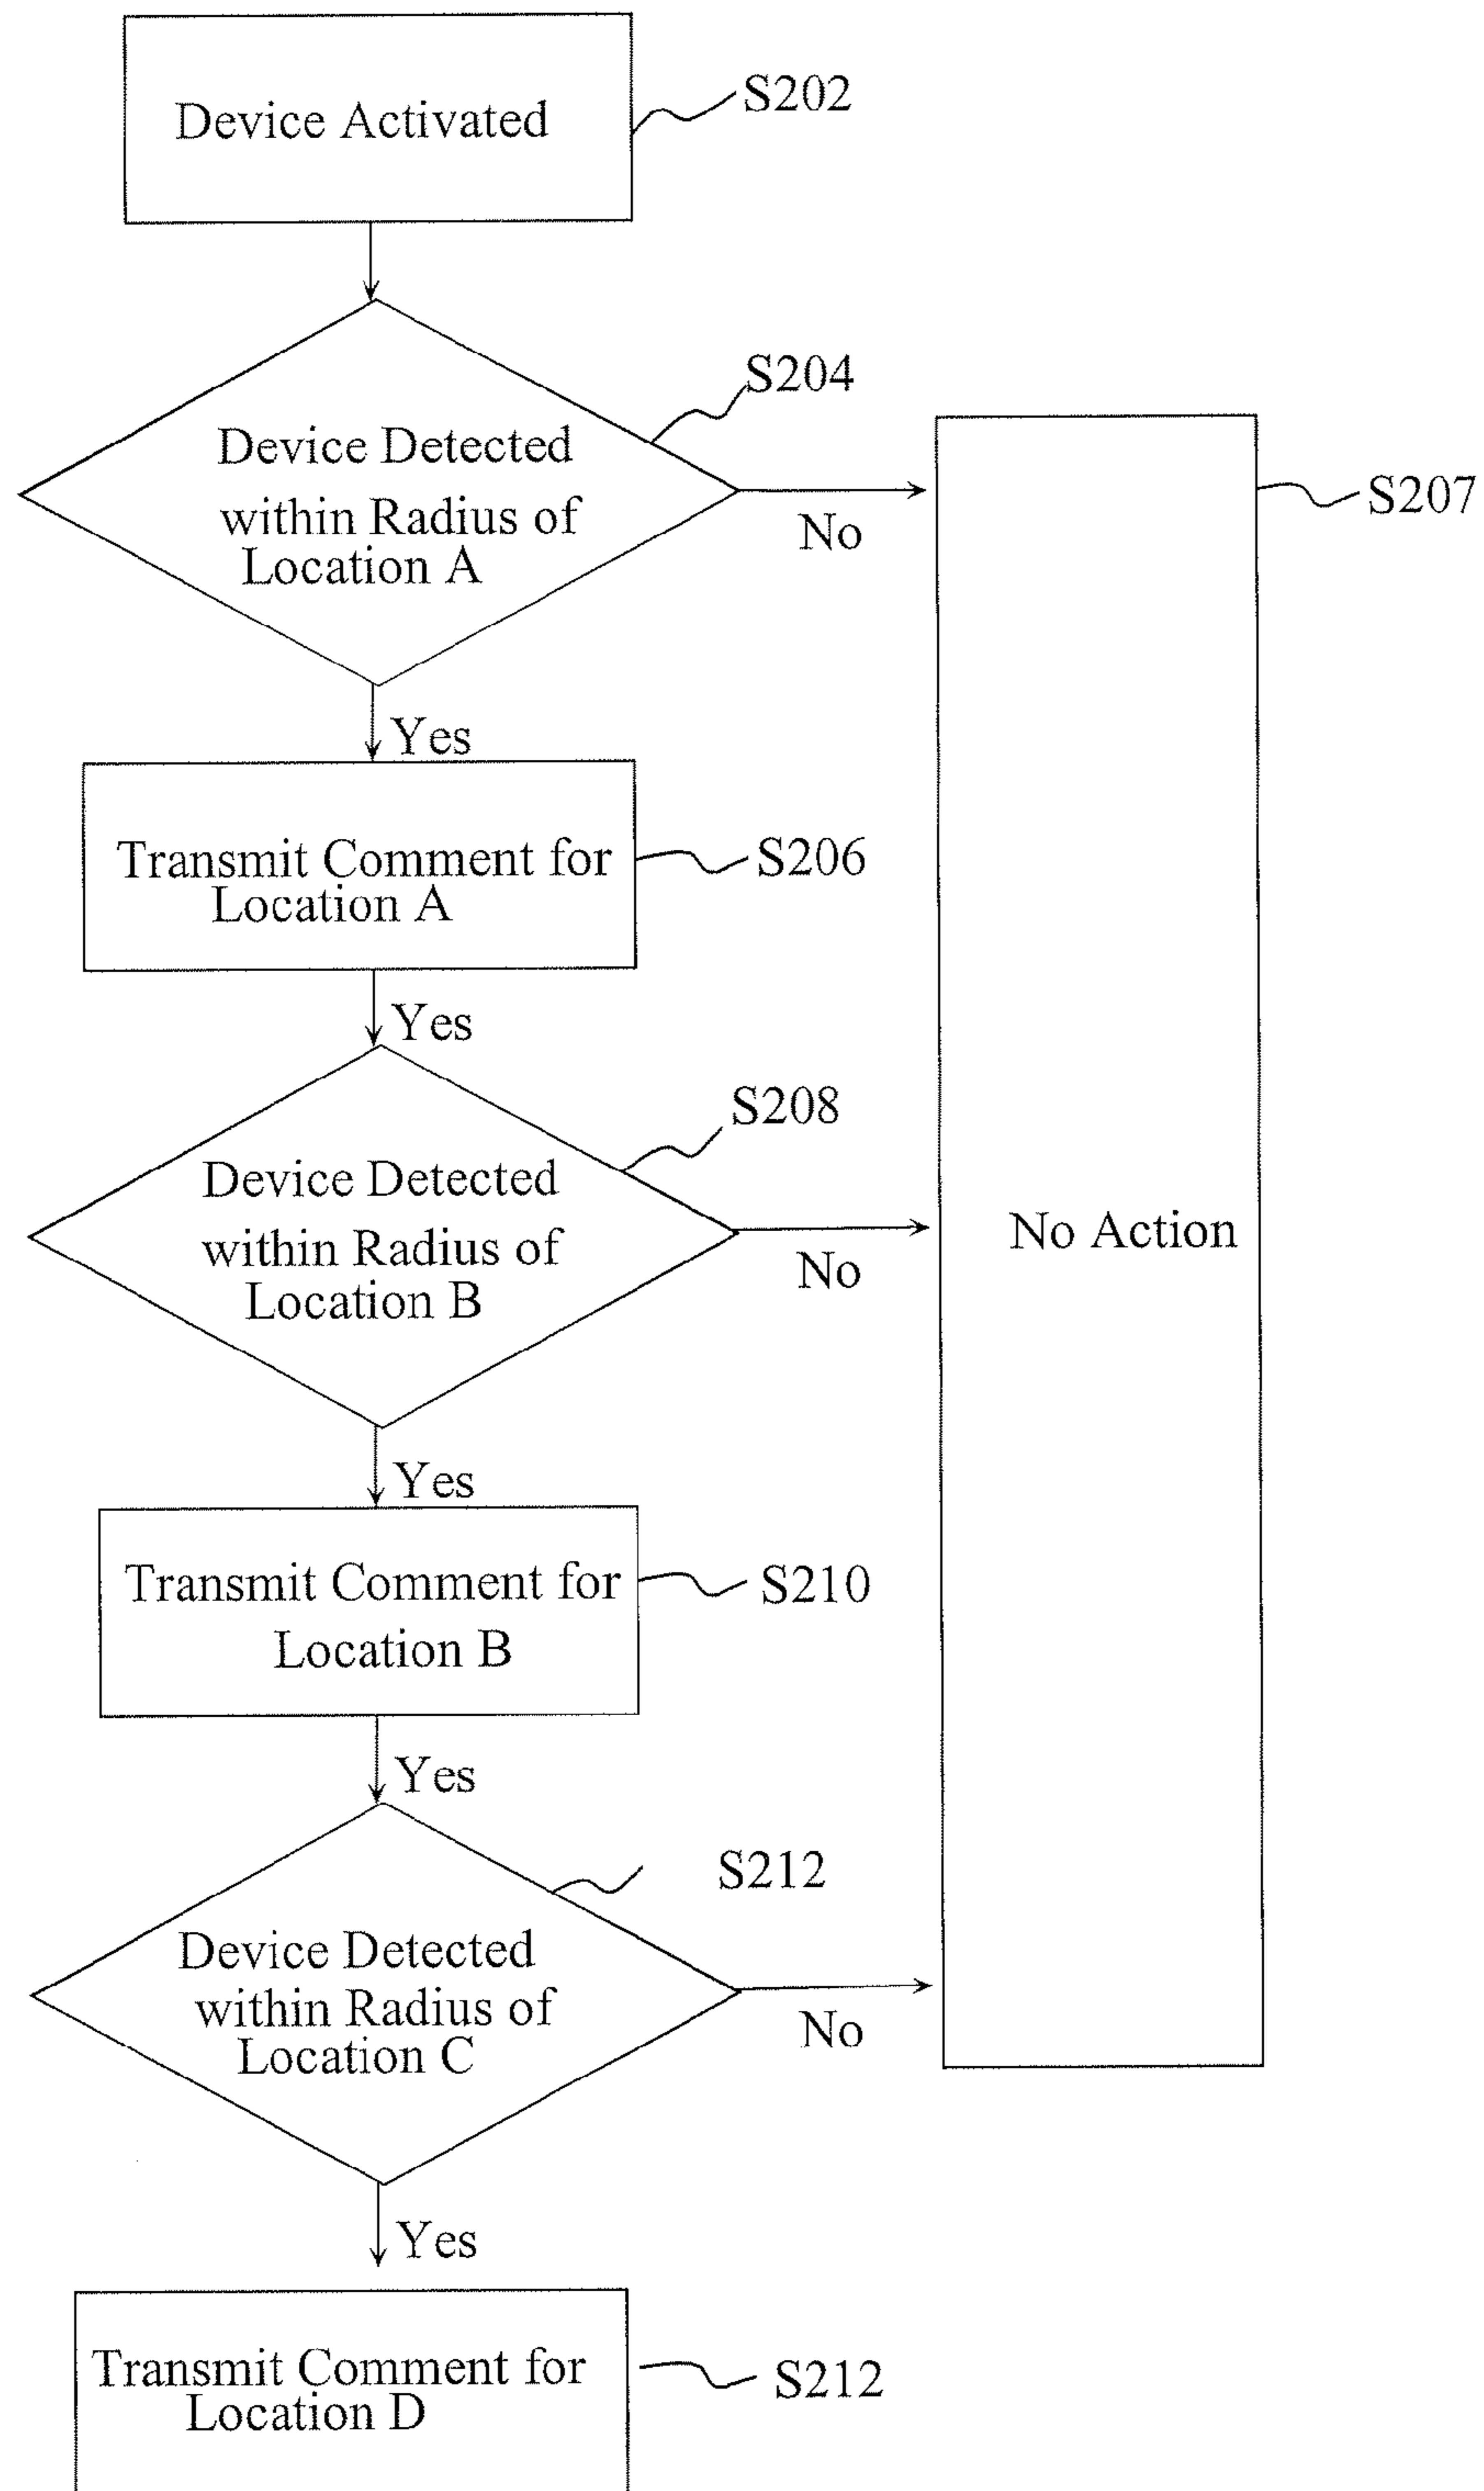 Device Activated
S202
S204
Device Detected
within Radius of
Location A
No
S207
Yes
Transmit Comment for
Location A
S206
Yes
S208
Device Detected
within Radius of
Location B
No
No Action
Yes
Transmit Comment for
Location B
S210
Yes
S212
Device Detected
within Radius of
Location C
No
Yes
Transmit Comment for
Location D
S212